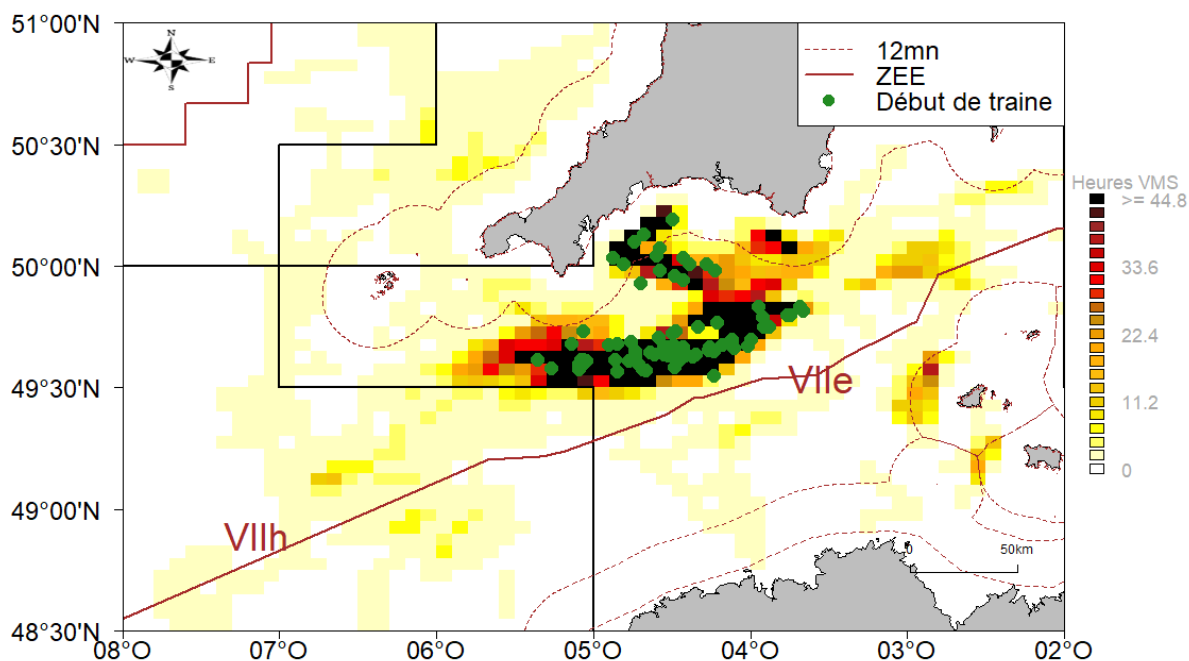 51°00'N
50°30'N
50°00'N
49°30'N
49°00'N
48°30'N
N
W
E
S
12mn
ZEE
Début de traine
Heures VMS
>= 44.8
33.6
22.4
11.2
0
VIIe
VIIh
0 50km
08°O 07°O 06°O 05°O 04°O 03°O 02°O